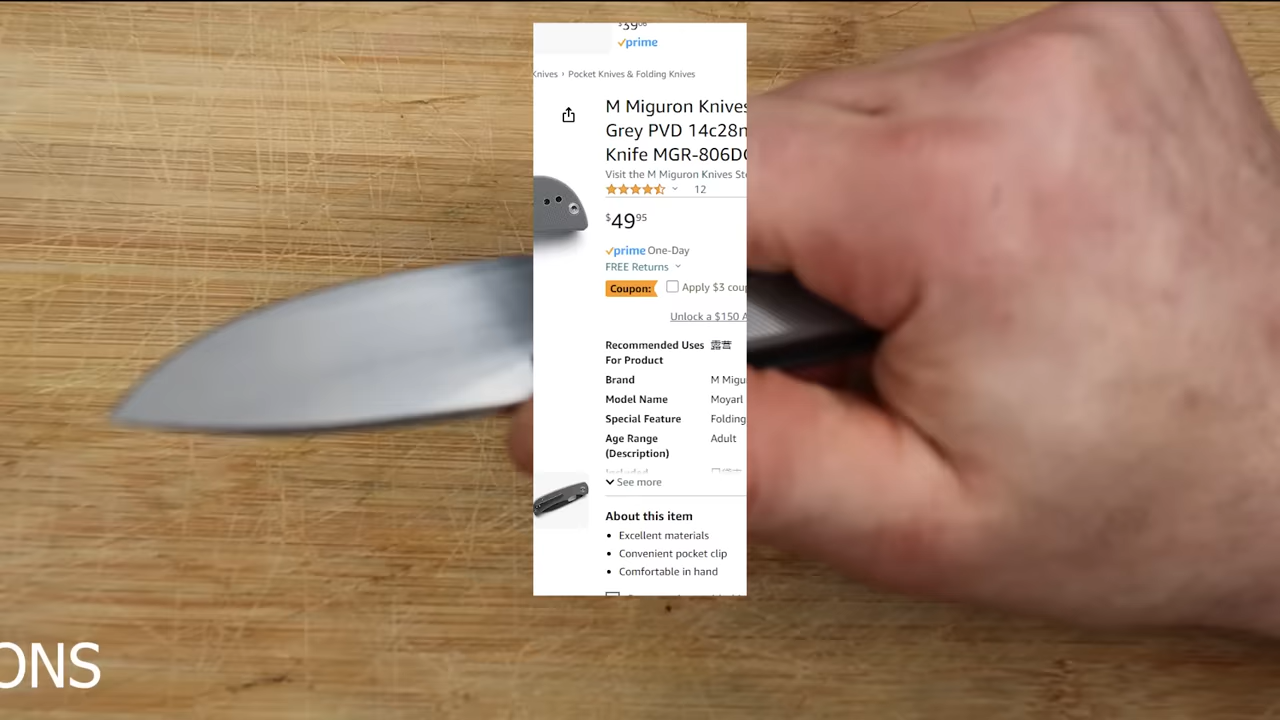 $39
prime
Knives › Pocket Knives & Folding Knives
M Miguron Knives
Grey PVD 14c28n
Knife MGR-806D
Visit the M Miguron Knives St
12
$49 95
prime One-Day
FREE Returns
Coupon: Apply $3 cou
Unlock a $150
Recommended Uses 露营
For Product
Brand M Migu
Model Name Moyarl
Special Feature Folding
Age Range Adult
(Description)
Included
See more
About this item
• Excellent materials
• Convenient pocket clip
• Comfortable in hand
ONS